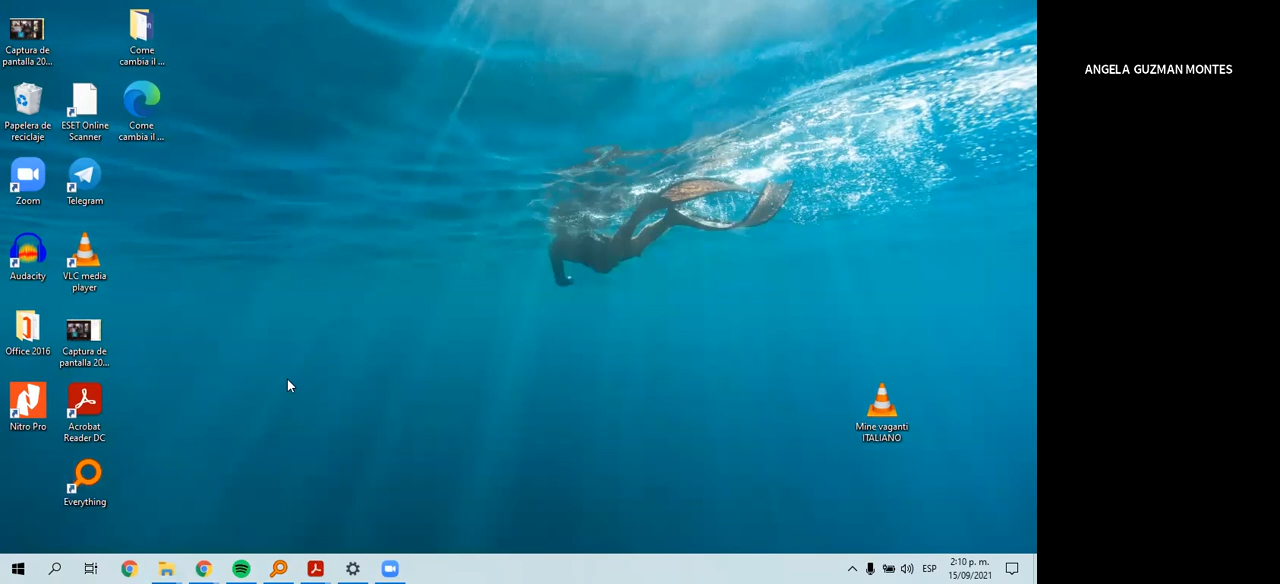 Captura de
pantalla 20...
Come
cambia il ...
Papelera de
reciclaje
ESET Online
Scanner
Come
cambia il ...
Zoom
Telegram
Audacity
VLC media
player
Office 2016
Captura de
pantalla 20...
Nitro Pro
Acrobat
Reader DC
Everything
Mine vaganti
ITALIANO
ANGELA GUZMAN MONTES
ESP
2:10 p. m.
15/09/2021